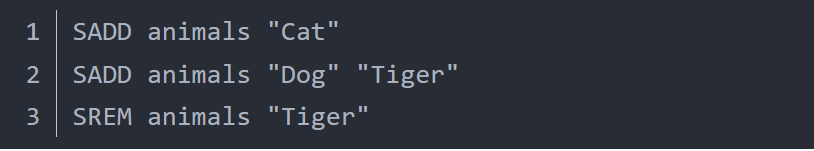 1 SADD animals "Cat"
2 SADD animals "Dog" "Tiger"
3 SREM animals "Tiger"